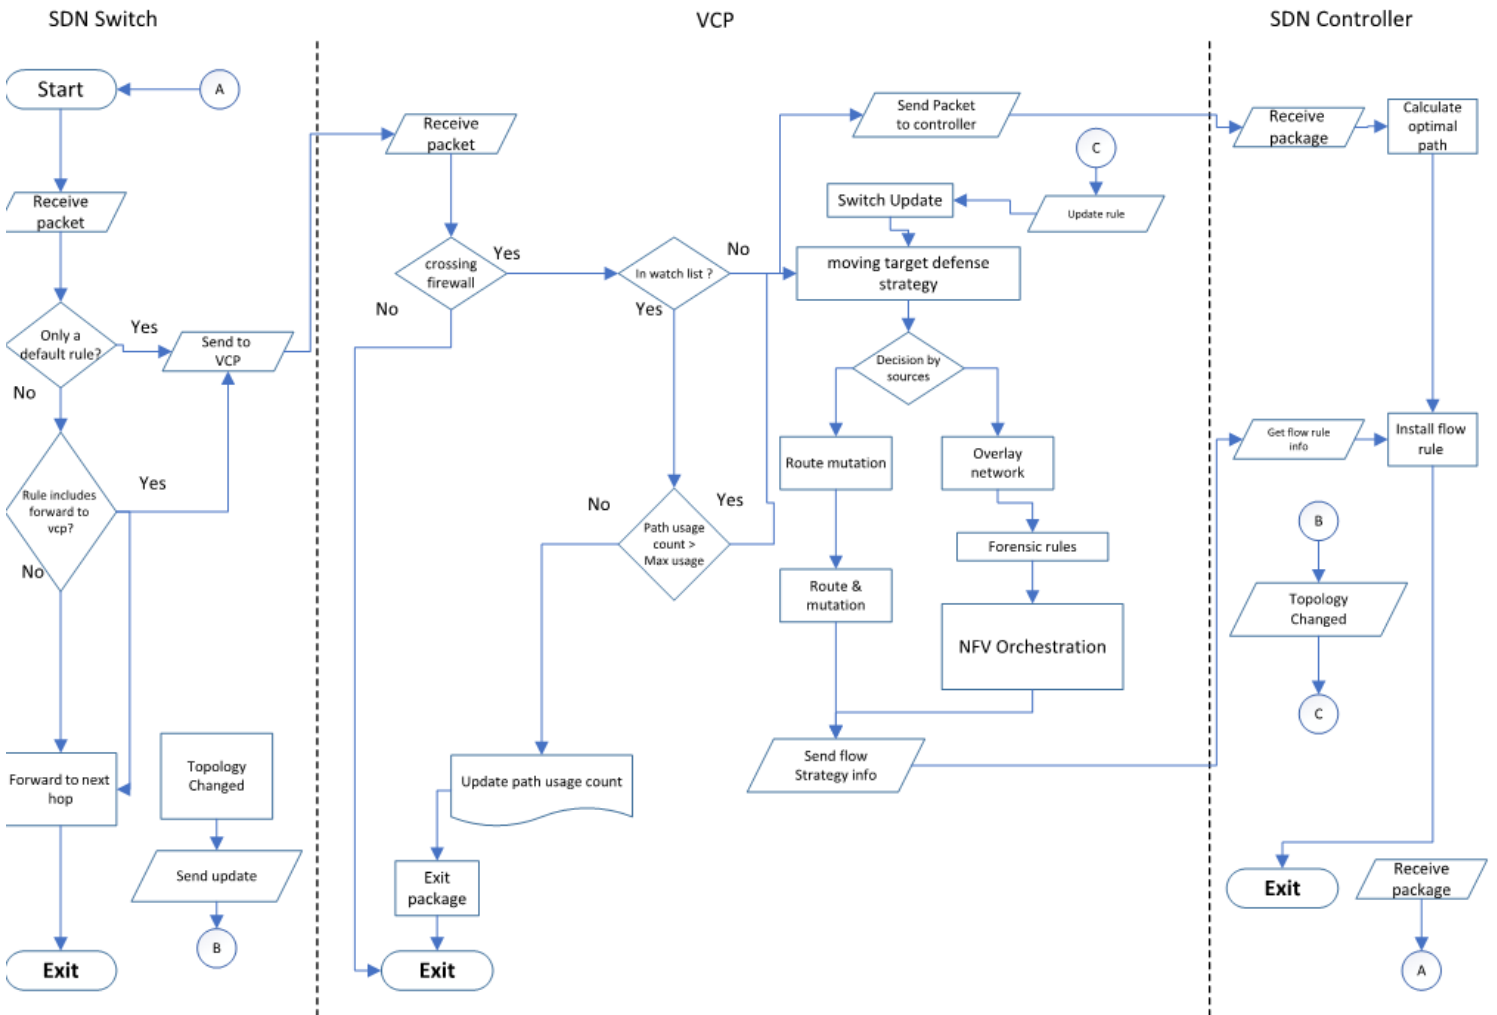 SDN Switch
VCP
SDN Controller
Start
A
Receive
packet
Only a
default rule?
Yes
No
Send to
VCP
Rule includes
forward to
vcp?
Yes
No
Forward to next
hop
Exit
Topology
Changed
Send update
B
Receive
packet
crossing
firewall
Yes
No
In watch list ?
No
Yes
Path usage
count >
Max usage
No
Yes
Update path usage count
Exit
package
Exit
Send Packet
to controller
C
Update rule
Switch Update
moving target defense
strategy
Decision by
sources
Route mutation
Overlay
network
Forensic rules
Route &
mutation
NFV Orchestration
Send flow
Strategy info
Receive
package
Calculate
optimal
path
Get flow rule
info
Install flow
rule
B
Topology
Changed
C
Exit
Receive
package
A